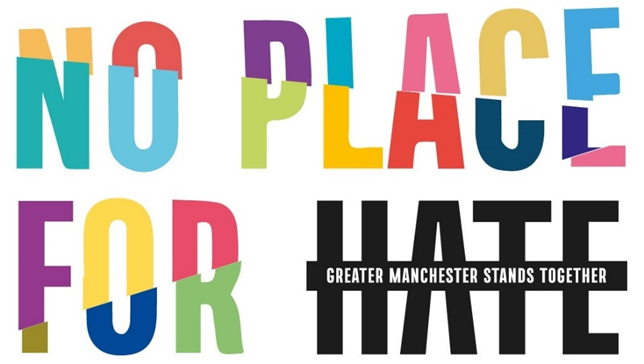 NO PLACE
FOR HATE
GREATER MANCHESTER STANDS TOGETHER